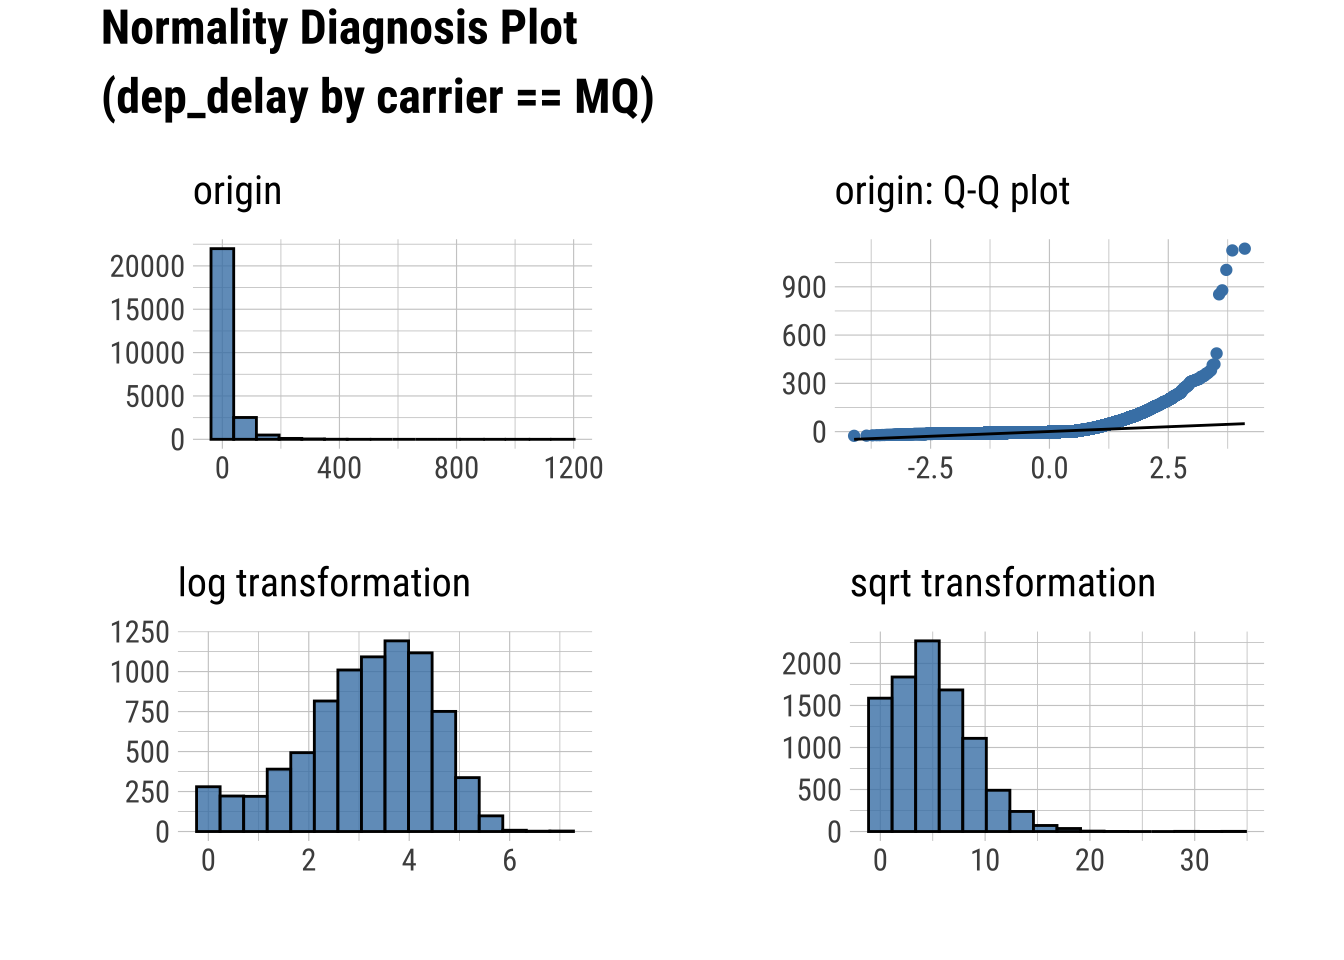 Normality Diagnosis Plot
(dep_delay by carrier == MQ)
origin
20000
15000
10000
5000
0
0 400 800 1200
origin: Q-Q plot
900
600
300
0
-2.5 0.0 2.5
log transformation
1250
1000
750
500
250
0
0 2 4 6
sqrt transformation
2000
1500
1000
500
0
0 10 20 30